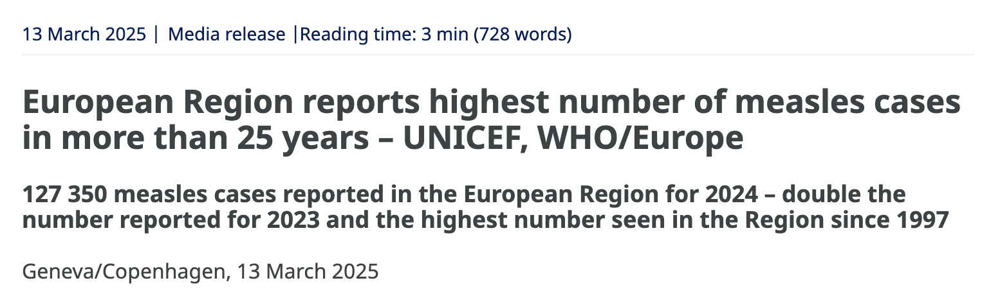 13 March 2025 | Media release |Reading time: 3 min (728 words)
European Region reports highest number of measles cases
in more than 25 years – UNICEF, WHO/Europe
127 350 measles cases reported in the European Region for 2024 – double the
number reported for 2023 and the highest number seen in the Region since 1997
Geneva/Copenhagen, 13 March 2025